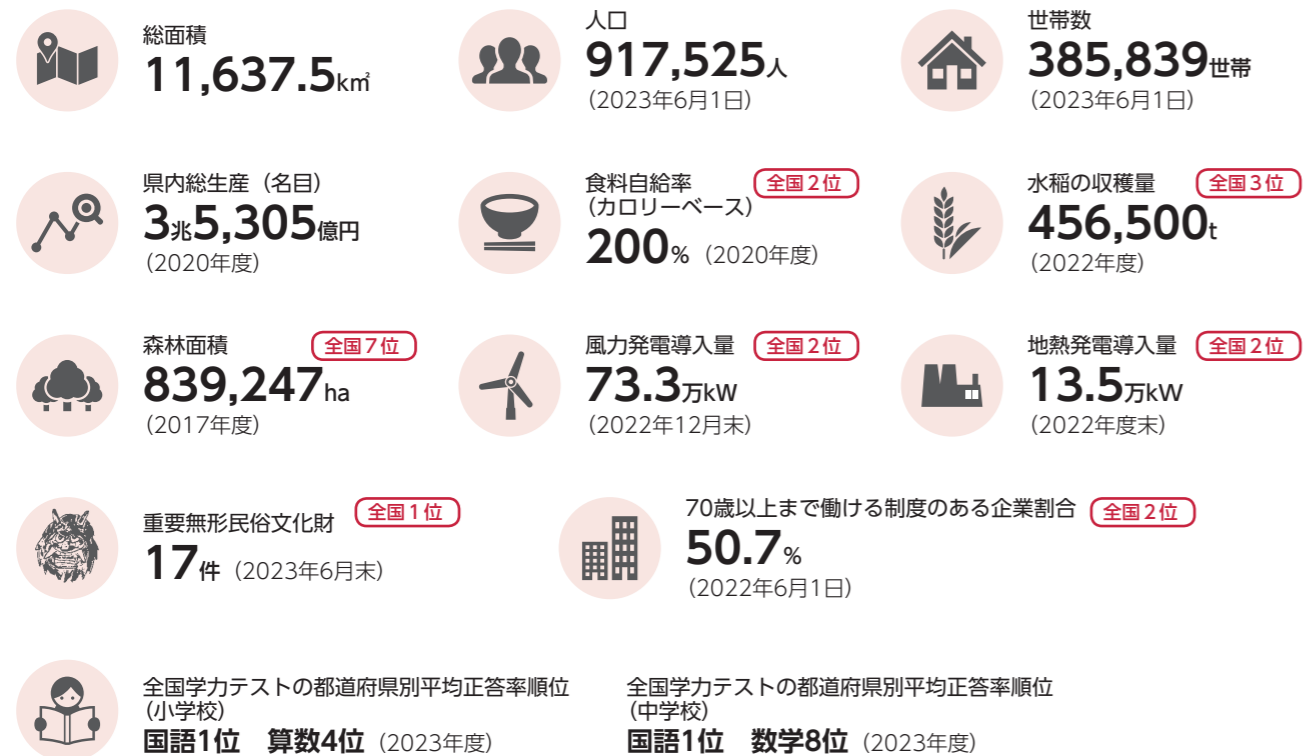 総面積
11,637.5㎢
人口
917,525人
(2023年6月1日)
世帯数
385,839世帯
(2023年6月1日)
県内総生産（名目）
3兆5,305億円
(2020年度)
食料自給率
(カロリーベース)
全国2位
200% (2020年度)
水稲の収穫量 全国3位
456,500t
(2022年度)
森林面積 全国7位
839,247ha
(2017年度)
風力発電導入量 全国2位
73.3万kW
(2022年12月末)
地熱発電導入量 全国2位
13.5万kW
(2022年度末)
重要無形民俗文化財 全国1位
17件 (2023年6月末)
70歳以上まで働ける制度のある企業割合 全国2位
50.7%
(2022年6月1日)
全国学力テストの都道府県別平均正答率順位
(小学校)
国語1位　算数4位 (2023年度)
全国学力テストの都道府県別平均正答率順位
(中学校)
国語1位　数学8位 (2023年度)